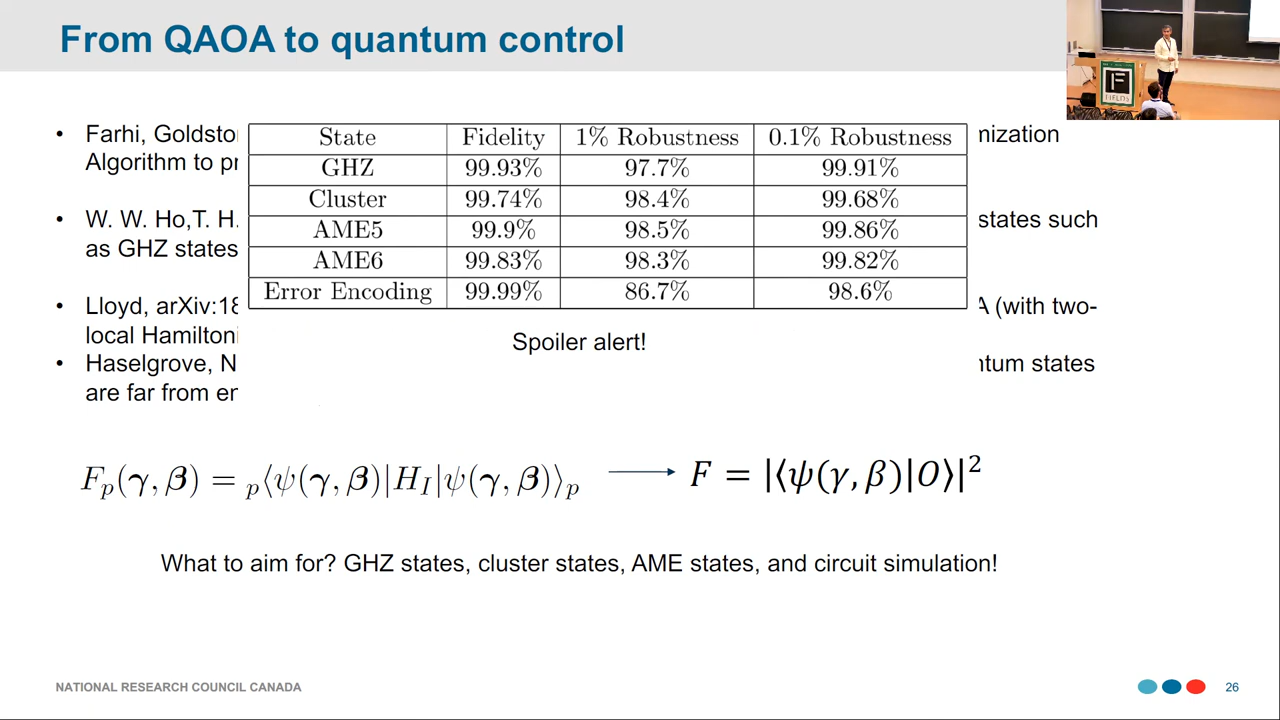 From QAOA to quantum control
FIELDS
• Farhi, Goldsto
mization
Algorithm to pr
• W. W. Ho,T. H.
states such
as GHZ states
• Lloyd, arXiv:18
A (with two-
local Hamiltoni
• Haselgrove, N
ntum states
are far from er
State Fidelity 1% Robustness 0.1% Robustness
GHZ 99.93% 97.7% 99.91%
Cluster 99.74% 98.4% 99.68%
AME5 99.9% 98.5% 99.86%
AME6 99.83% 98.3% 99.82%
Error Encoding 99.99% 86.7% 98.6%
Spoiler alert!
F_p(γ, β) = _p⟨ψ(γ, β)|H_I|ψ(γ, β)⟩_p → F = |⟨ψ(γ, β)|O⟩|²
What to aim for? GHZ states, cluster states, AME states, and circuit simulation!
NATIONAL RESEARCH COUNCIL CANADA
26